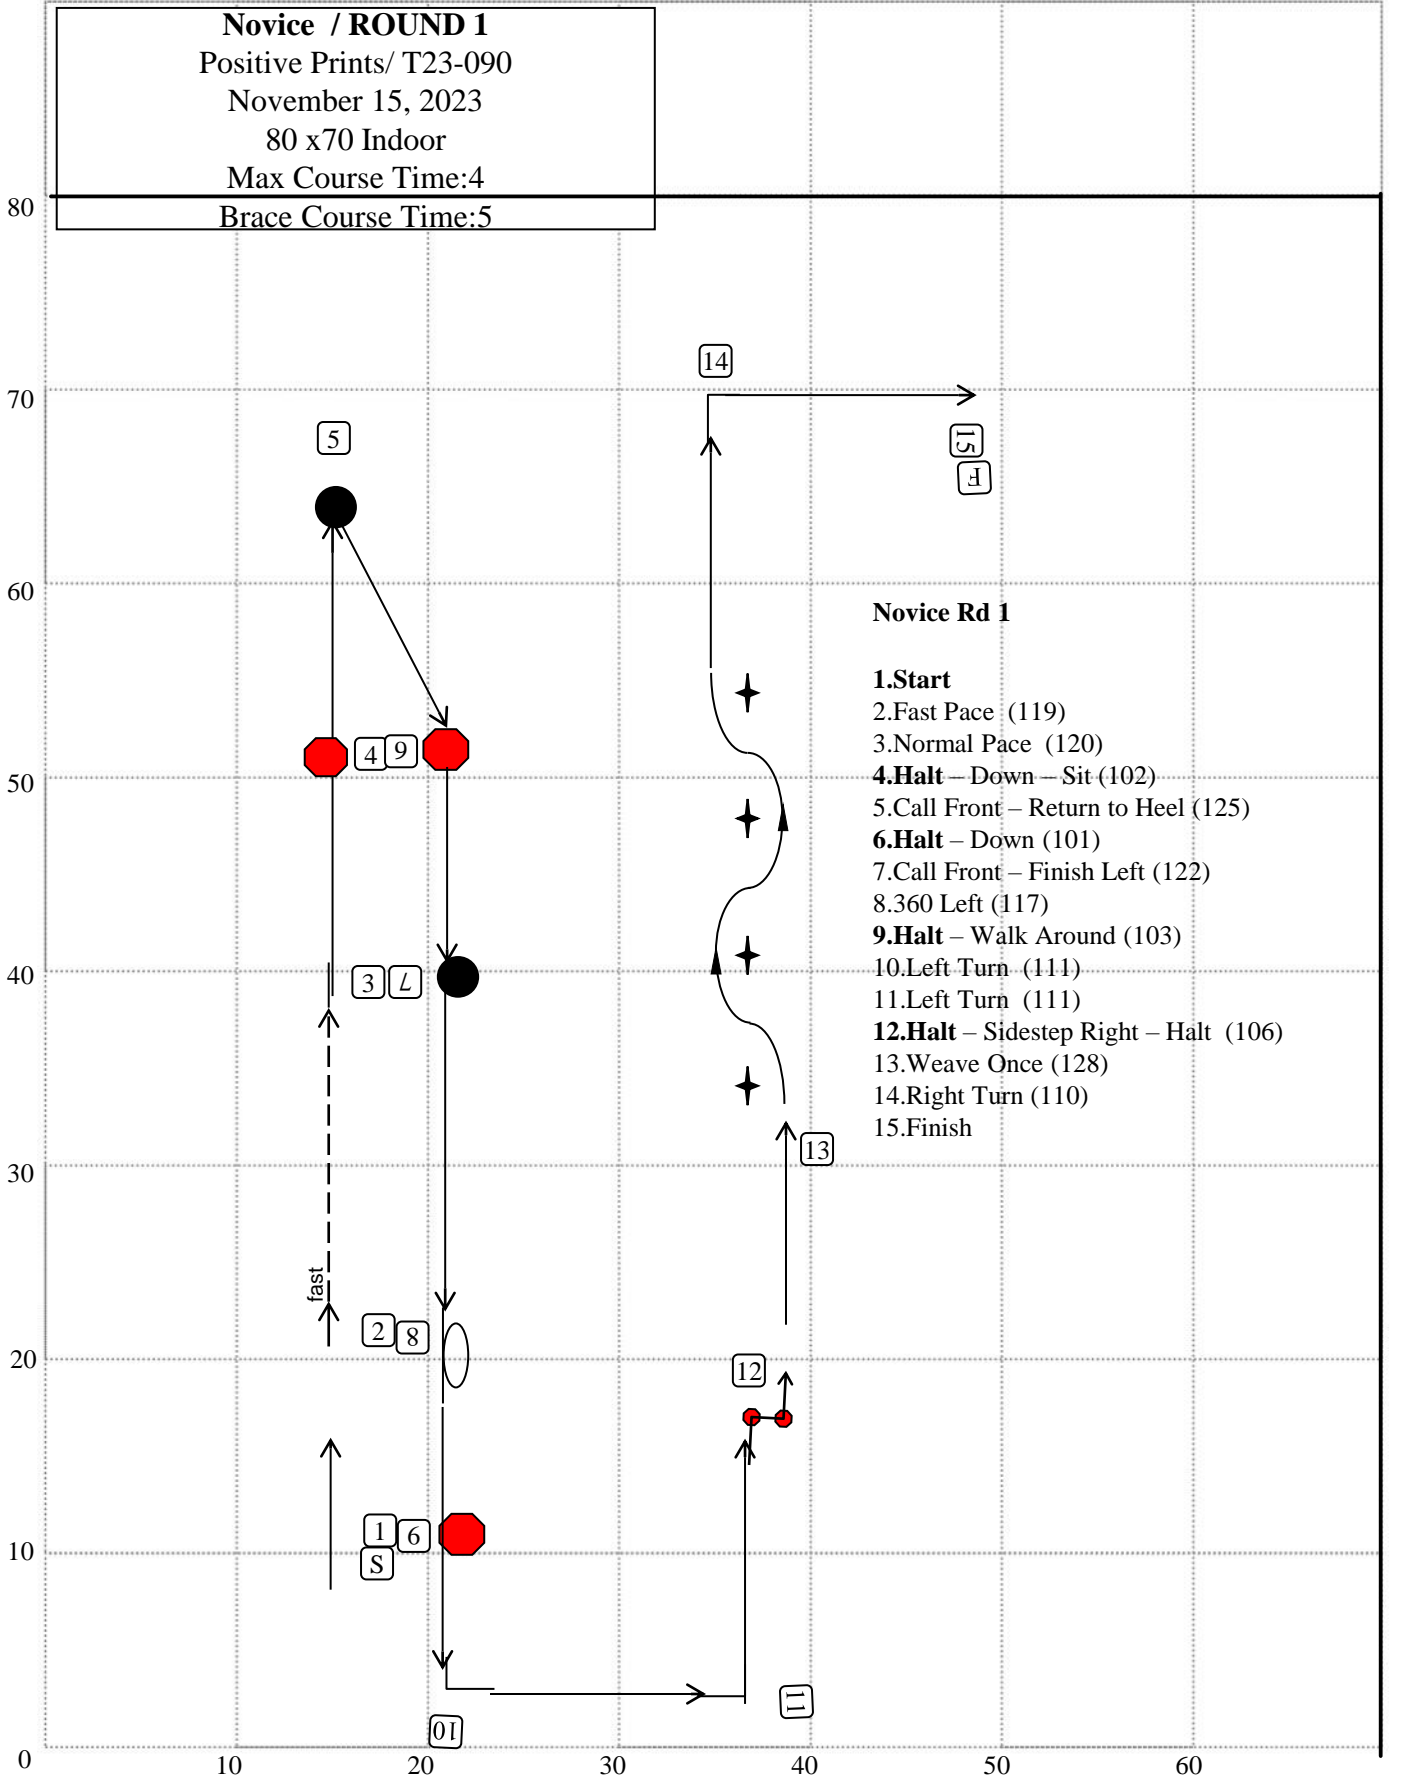 Novice / ROUND 1
Positive Prints/ T23-090
November 15, 2023
80 x70 Indoor
Max Course Time:4
Brace Course Time:5
80
14
70
5
15
F
60
Novice Rd 1
1.Start
2.Fast Pace (119)
3.Normal Pace (120)
4.Halt – Down – Sit (102)
5.Call Front – Return to Heel (125)
6.Halt – Down (101)
7.Call Front – Finish Left (122)
8.360 Left (117)
9.Halt – Walk Around (103)
10.Left Turn (111)
11.Left Turn (111)
12.Halt – Sidestep Right – Halt (106)
13.Weave Once (128)
14.Right Turn (110)
15.Finish
4 6
50
40
3 7
13
30
fast
2 8
20
12
1 9
S
10
11
10
0 10 20 30 40 50 60